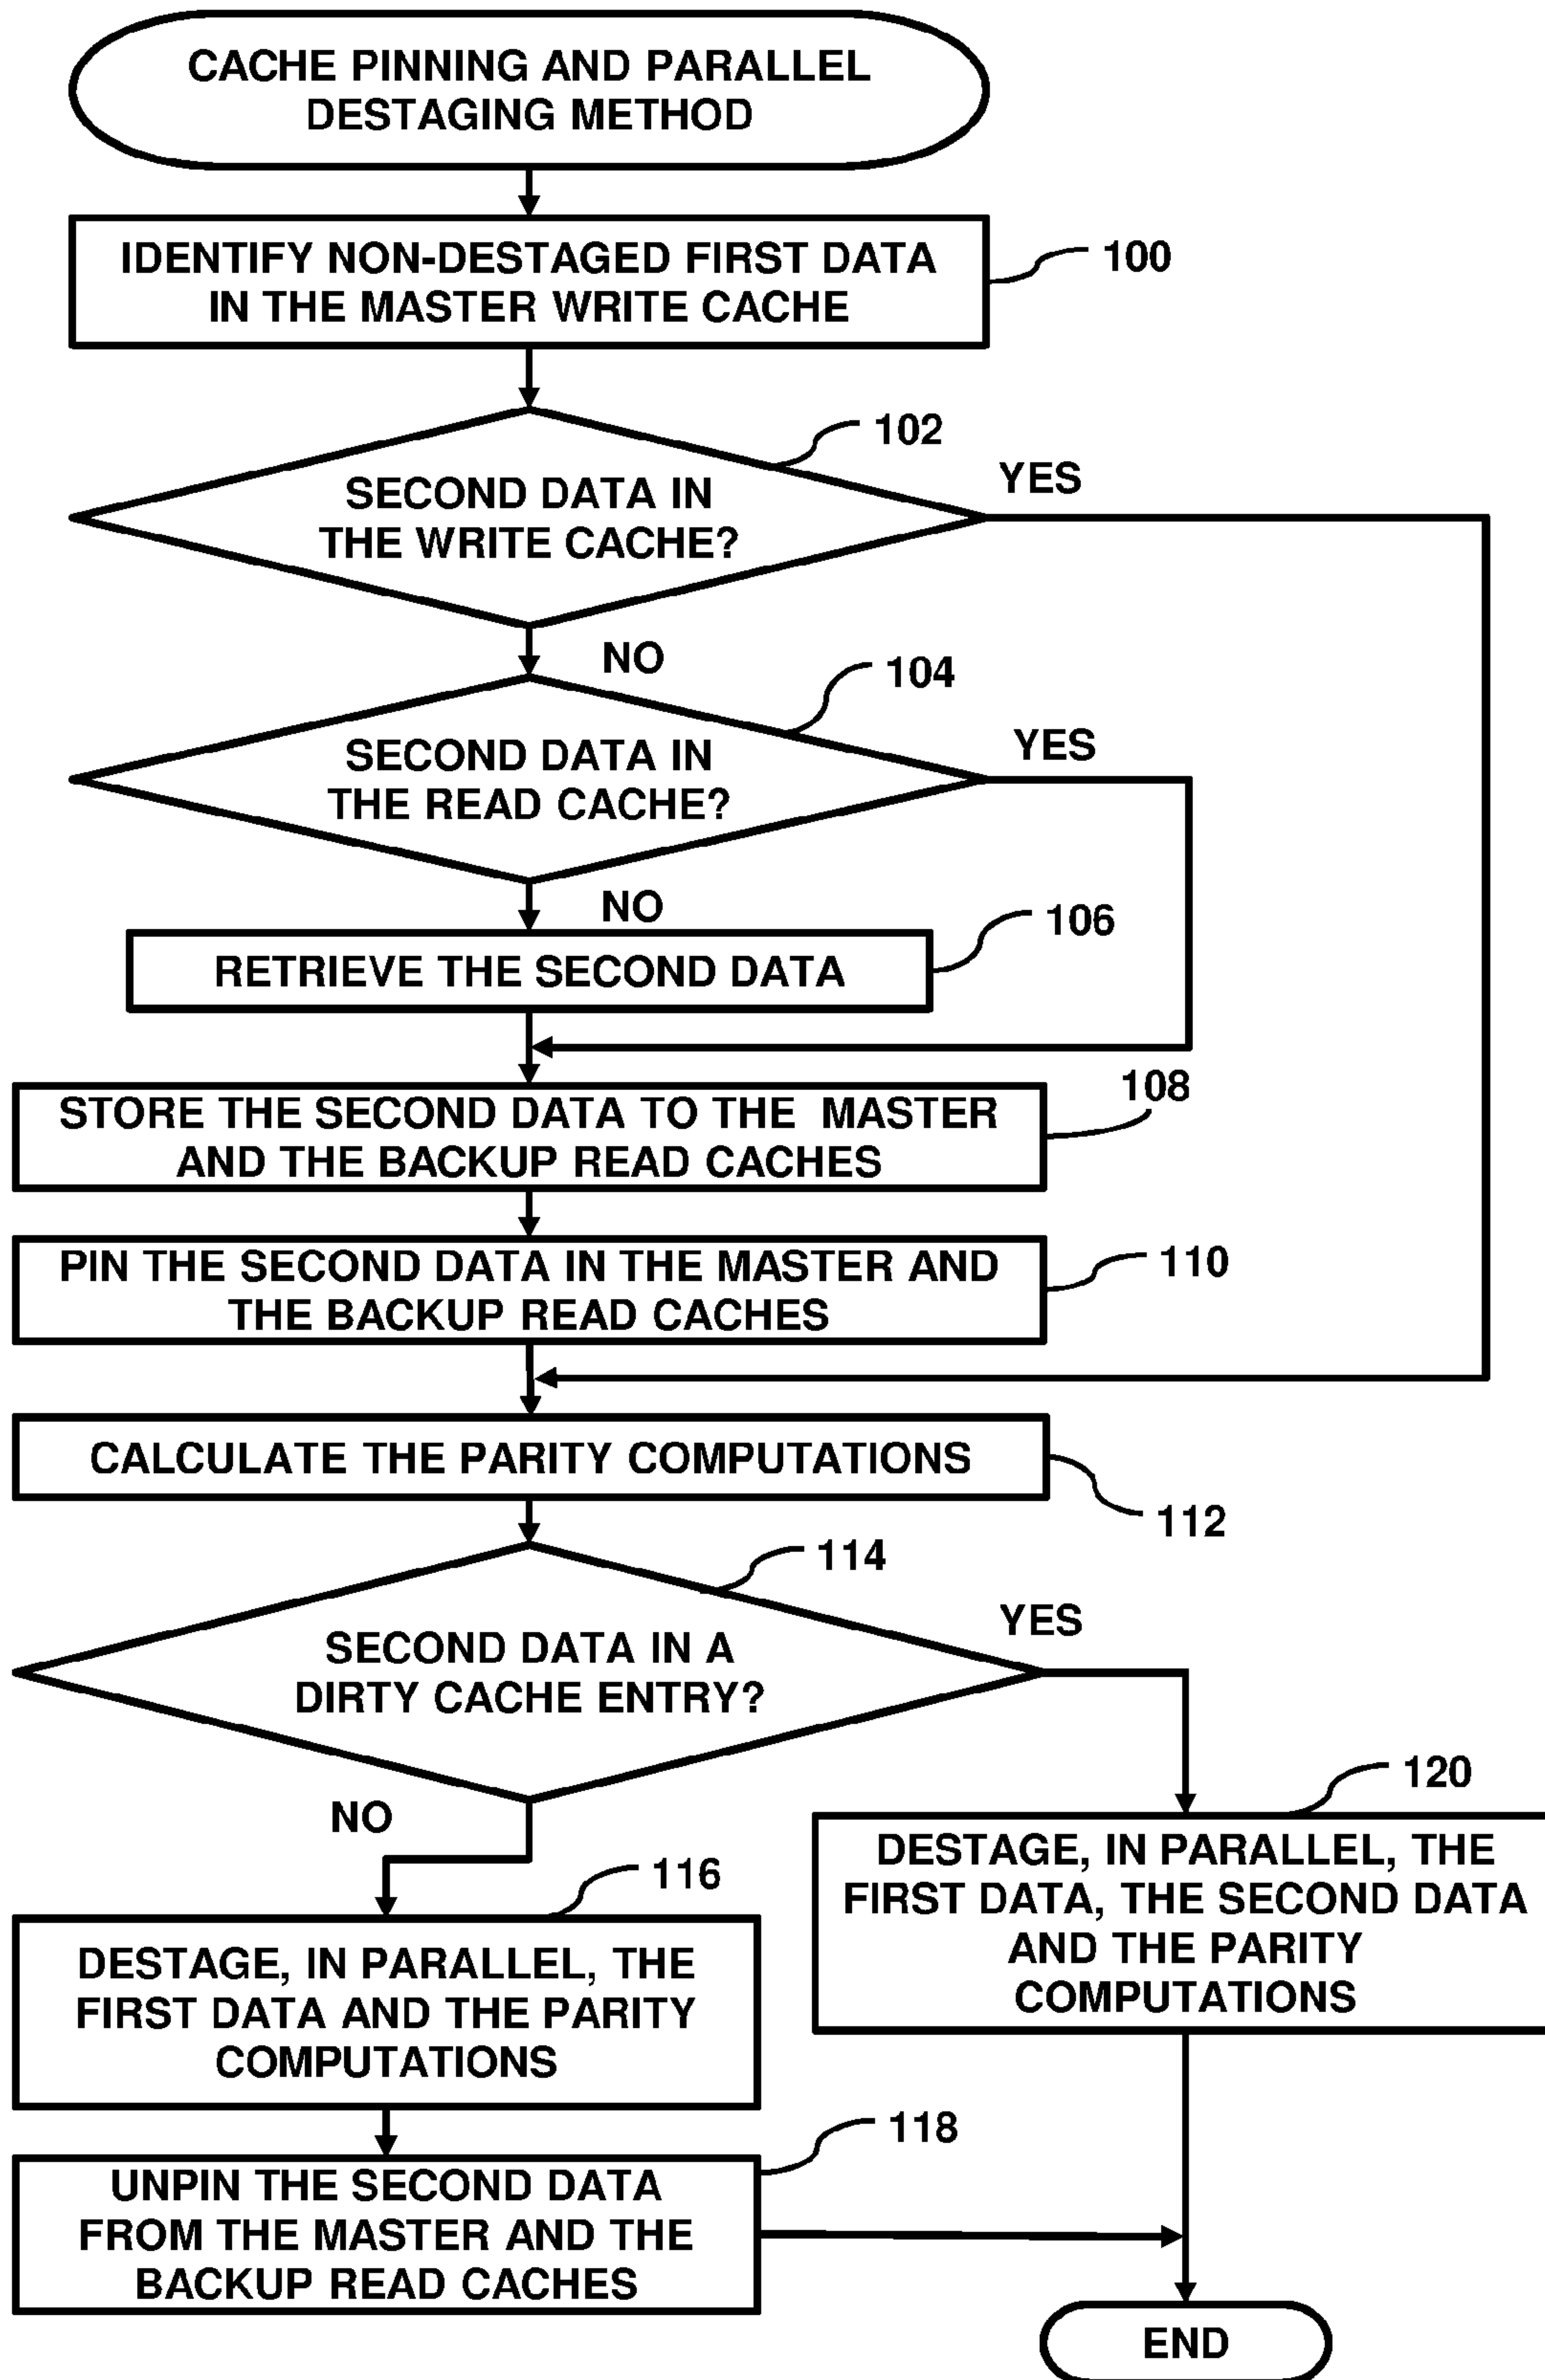 CACHE PINNING AND PARALLEL
DESTAGING METHOD
IDENTIFY NON-DESTAGED FIRST DATA
IN THE MASTER WRITE CACHE
100
102
SECOND DATA IN
THE WRITE CACHE?
YES
NO
104
SECOND DATA IN
THE READ CACHE?
YES
NO
106
RETRIEVE THE SECOND DATA
108
STORE THE SECOND DATA TO THE MASTER
AND THE BACKUP READ CACHES
PIN THE SECOND DATA IN THE MASTER AND
THE BACKUP READ CACHES
110
CALCULATE THE PARITY COMPUTATIONS
112
114
SECOND DATA IN A
DIRTY CACHE ENTRY?
YES
NO
120
DESTAGE, IN PARALLEL, THE
FIRST DATA, THE SECOND DATA
AND THE PARITY
COMPUTATIONS
116
DESTAGE, IN PARALLEL, THE
FIRST DATA AND THE PARITY
COMPUTATIONS
118
UNPIN THE SECOND DATA
FROM THE MASTER AND THE
BACKUP READ CACHES
END